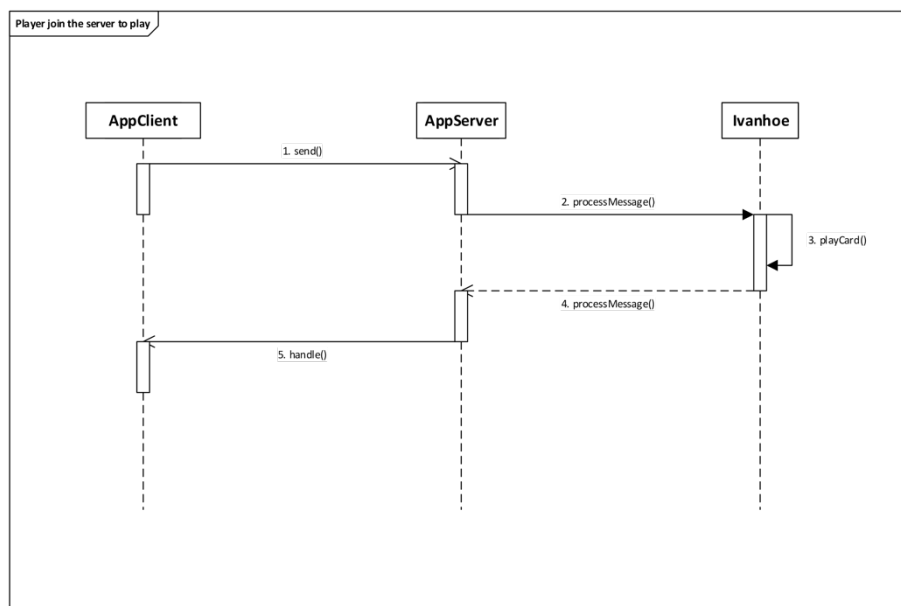 Player join the server to play
AppClient
AppServer
Ivanhoe
1. send()
2. processMessage()
3. playCard()
4. processMessage()
5. handle()